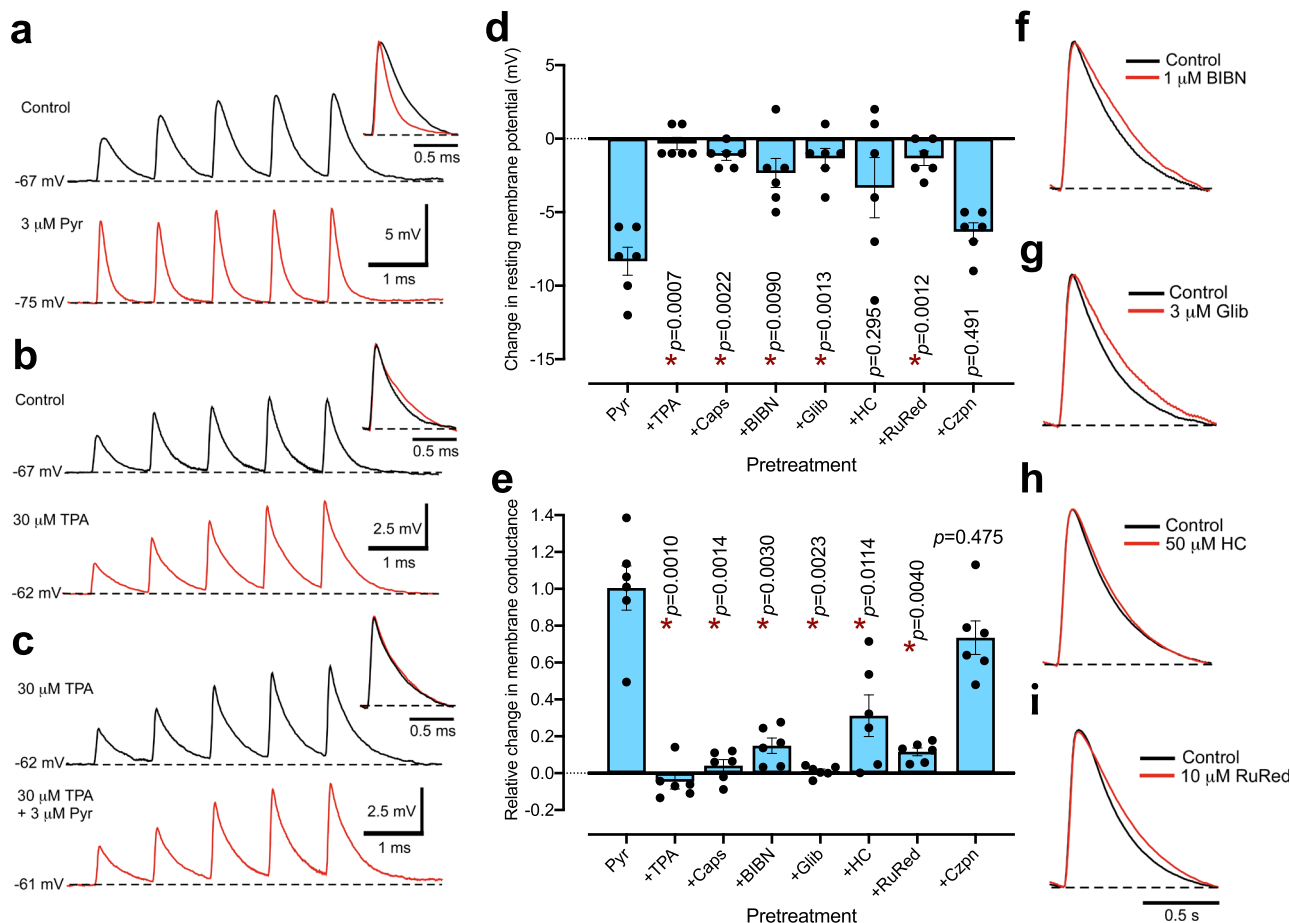 a
Control
-67 mV
0.5 ms
3 μM Pyr
5 mV
1 ms
-75 mV
b
Control
-67 mV
0.5 ms
30 μM TPA
2.5 mV
1 ms
-62 mV
c
30 μM TPA
-62 mV
0.5 ms
30 μM TPA
+ 3 μM Pyr
2.5 mV
1 ms
-61 mV
d
Change in resting membrane potential (mV)
5
0
-5
-10
-15
*p=0.0007
*p=0.0022
*p=0.0090
*p=0.0013
p=0.295
*p=0.0012
p=0.491
Pyr
+TPA
+Caps
+BIBN
+Glib
+HC
+RuRed
+Czpn
Pretreatment
e
Relative change in membrane conductance
1.4
1.2
1.0
0.8
0.6
0.4
0.2
0.0
-0.2
*p=0.0010
*p=0.0014
*p=0.0030
*p=0.0023
*p=0.0114
*p=0.0040
p=0.475
Pyr
+TPA
+Caps
+BIBN
+Glib
+HC
+RuRed
+Czpn
Pretreatment
f
Control
1 μM BIBN
g
Control
3 μM Glib
h
Control
50 μM HC
i
Control
10 μM RuRed
0.5 s